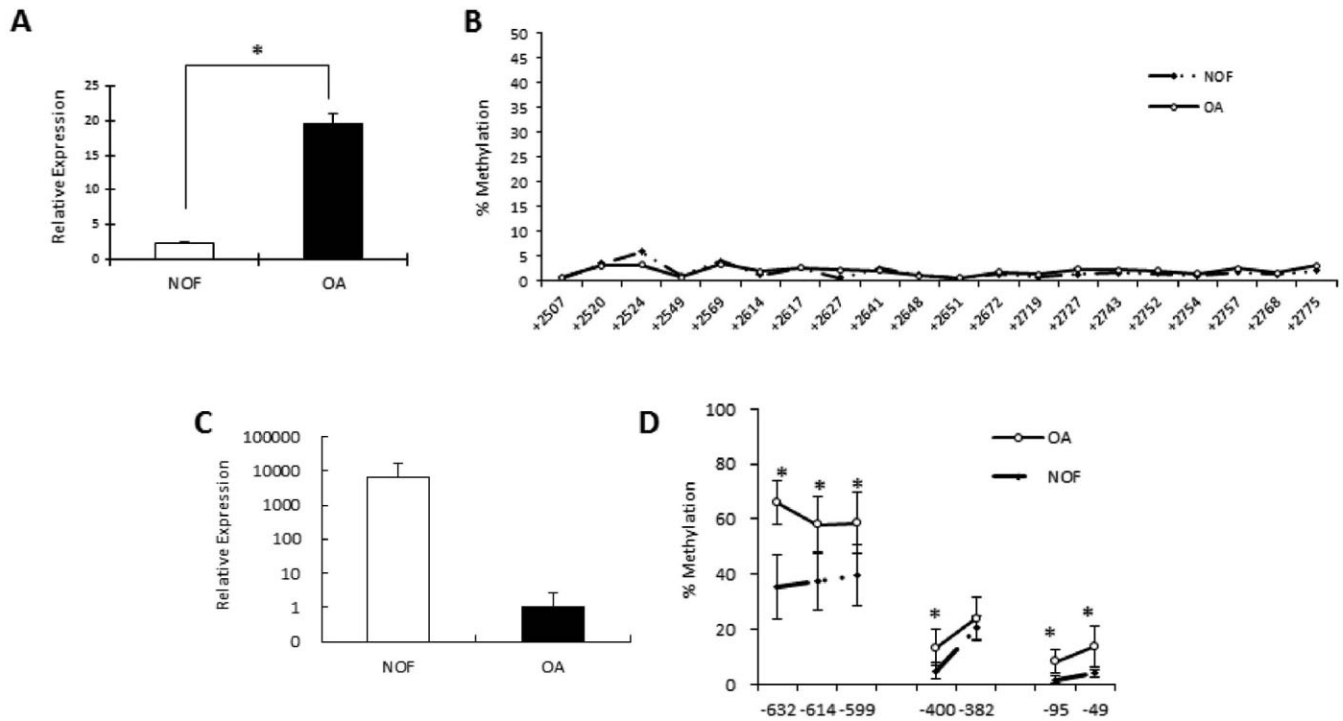 A
*
Relative Expression
25
20
15
10
5
0
NOF OA
B
% Methylation
50
45
40
35
30
25
20
15
10
5
0
NOF
OA
+2507 +2520 +2524 +2549 +2569 +2614 +2617 +2627 +2641 +2648 +2651 +2672 +2719 +2727 +2743 +2752 +2754 +2757 +2768 +2775
C
Relative Expression
100000
10000
1000
100
10
1
0
NOF OA
D
% Methylation
100
80
60
40
20
0
OA
NOF
* * *
*
* *
-632 -614 -599 -400 -382 -95 -49